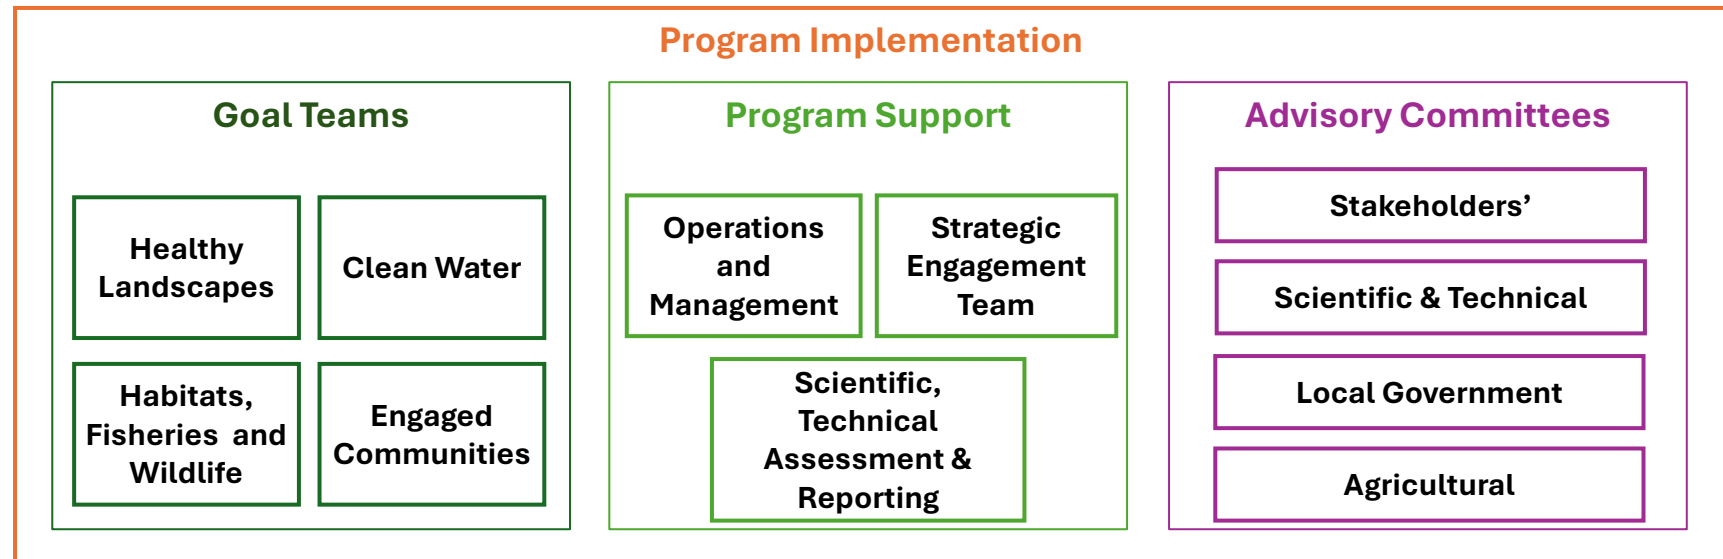 Program Implementation
Goal Teams
Healthy
Landscapes
Clean Water
Habitats,
Fisheries and
Wildlife
Engaged
Communities
Program Support
Operations
and
Management
Strategic
Engagement
Team
Scientific,
Technical
Assessment &
Reporting
Advisory Committees
Stakeholders’
Scientific & Technical
Local Government
Agricultural